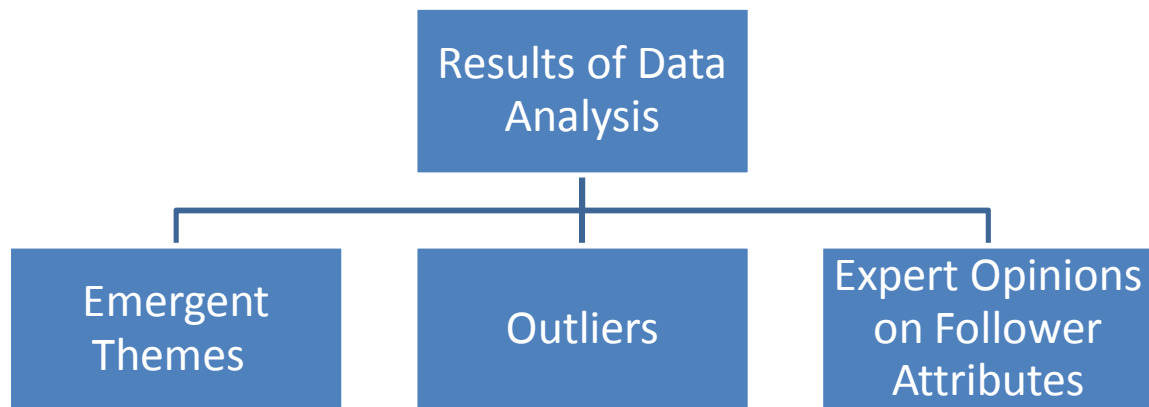 Results of Data
Analysis
Emergent
Themes
Outliers
Expert Opinions
on Follower
Attributes